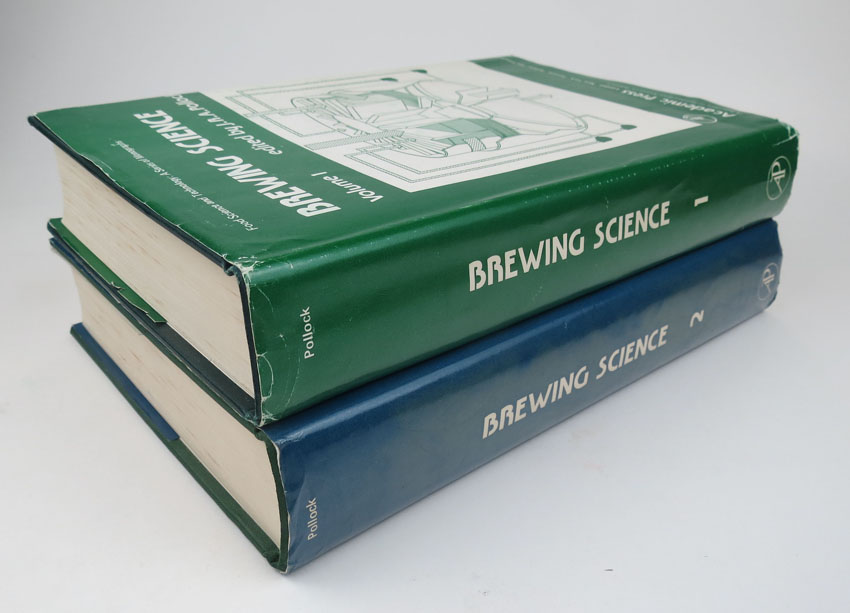 Food Science and Technology: A Series of Monographs
BREWING SCIENCE
edited by J.R.A. Pollock
Volume 1
Academic Press
AP
BREWING SCIENCE 1
Pollock
AP
BREWING SCIENCE 2
Pollock